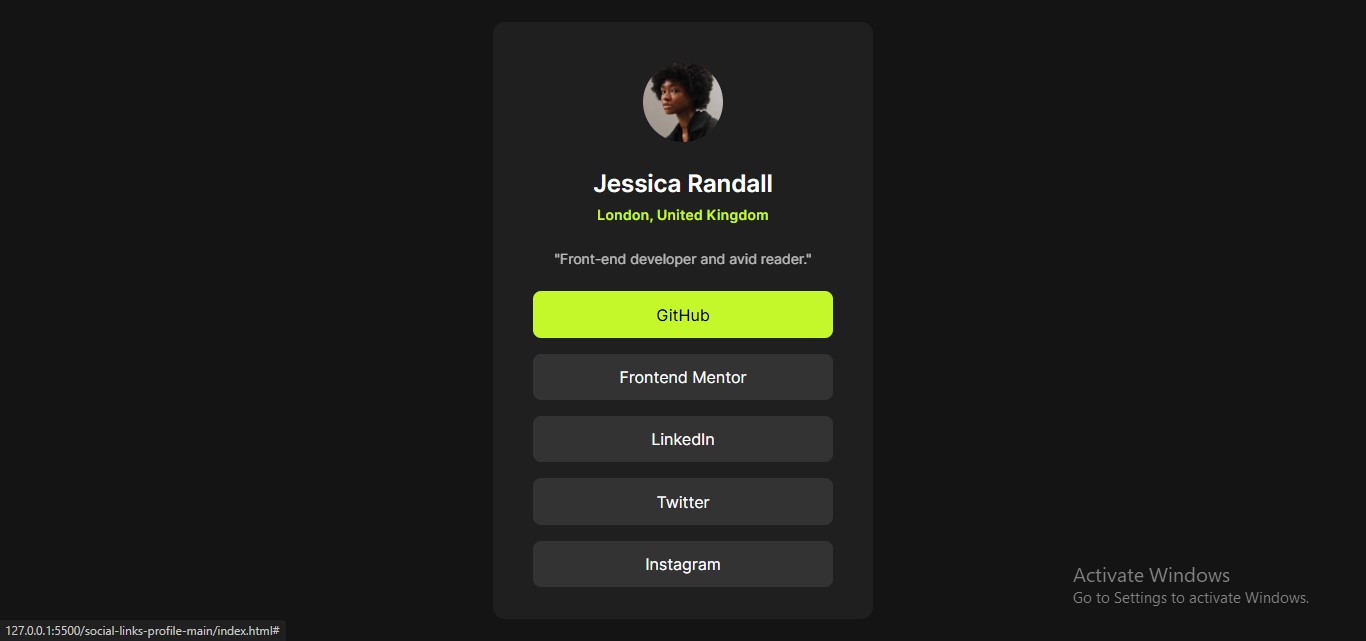 Jessica Randall
London, United Kingdom
"Front-end developer and avid reader."
GitHub
Frontend Mentor
LinkedIn
Twitter
Instagram
Activate Windows
Go to Settings to activate Windows.
127.0.0.1:5500/social-links-profile-main/index.html#